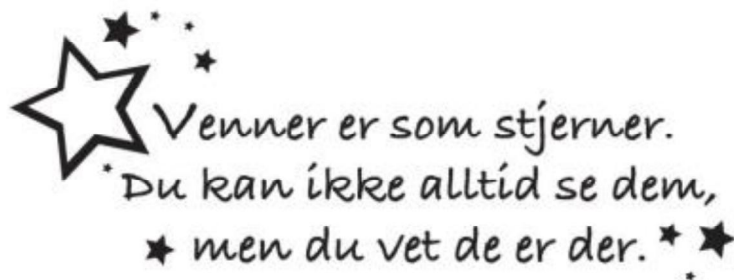 Venner er som stjerner.
Du kan ikke alltid se dem,
men du vet de er der.